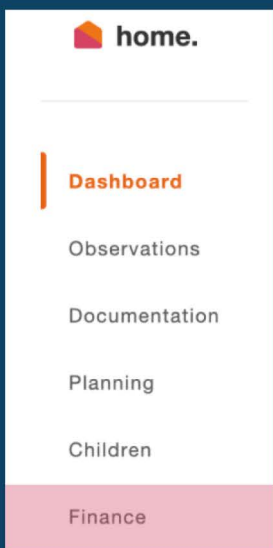 home.
Dashboard
Observations
Documentation
Planning
Children
Finance